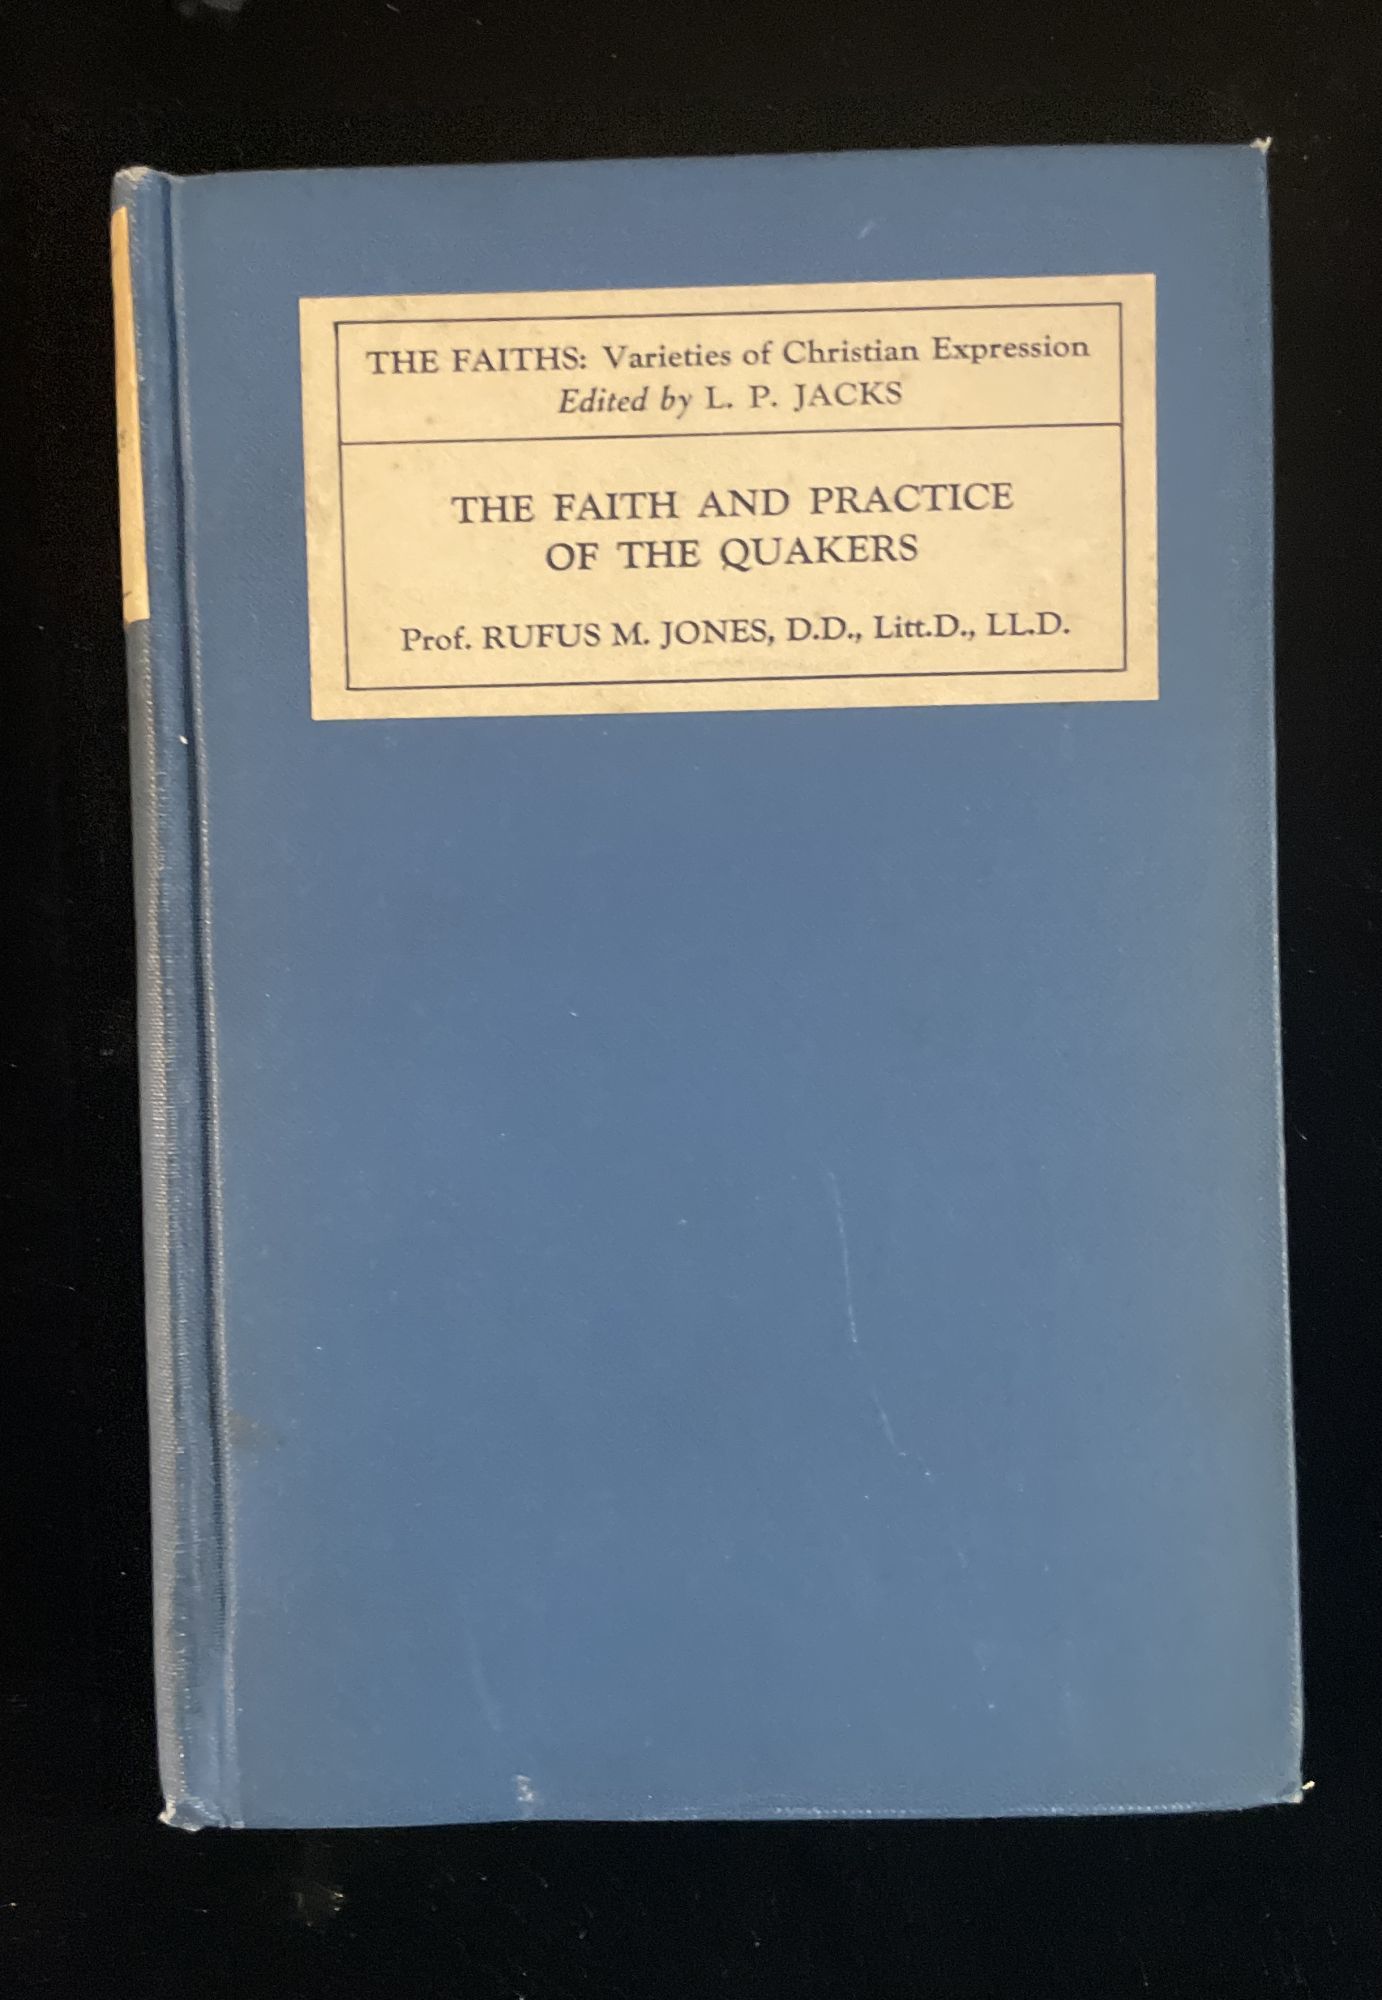 THE FAITHS: Varieties of Christian Expression
Edited by L. P. JACKS
THE FAITH AND PRACTICE
OF THE QUAKERS
Prof. RUFUS M. JONES, D.D., Litt.D., LL.D.